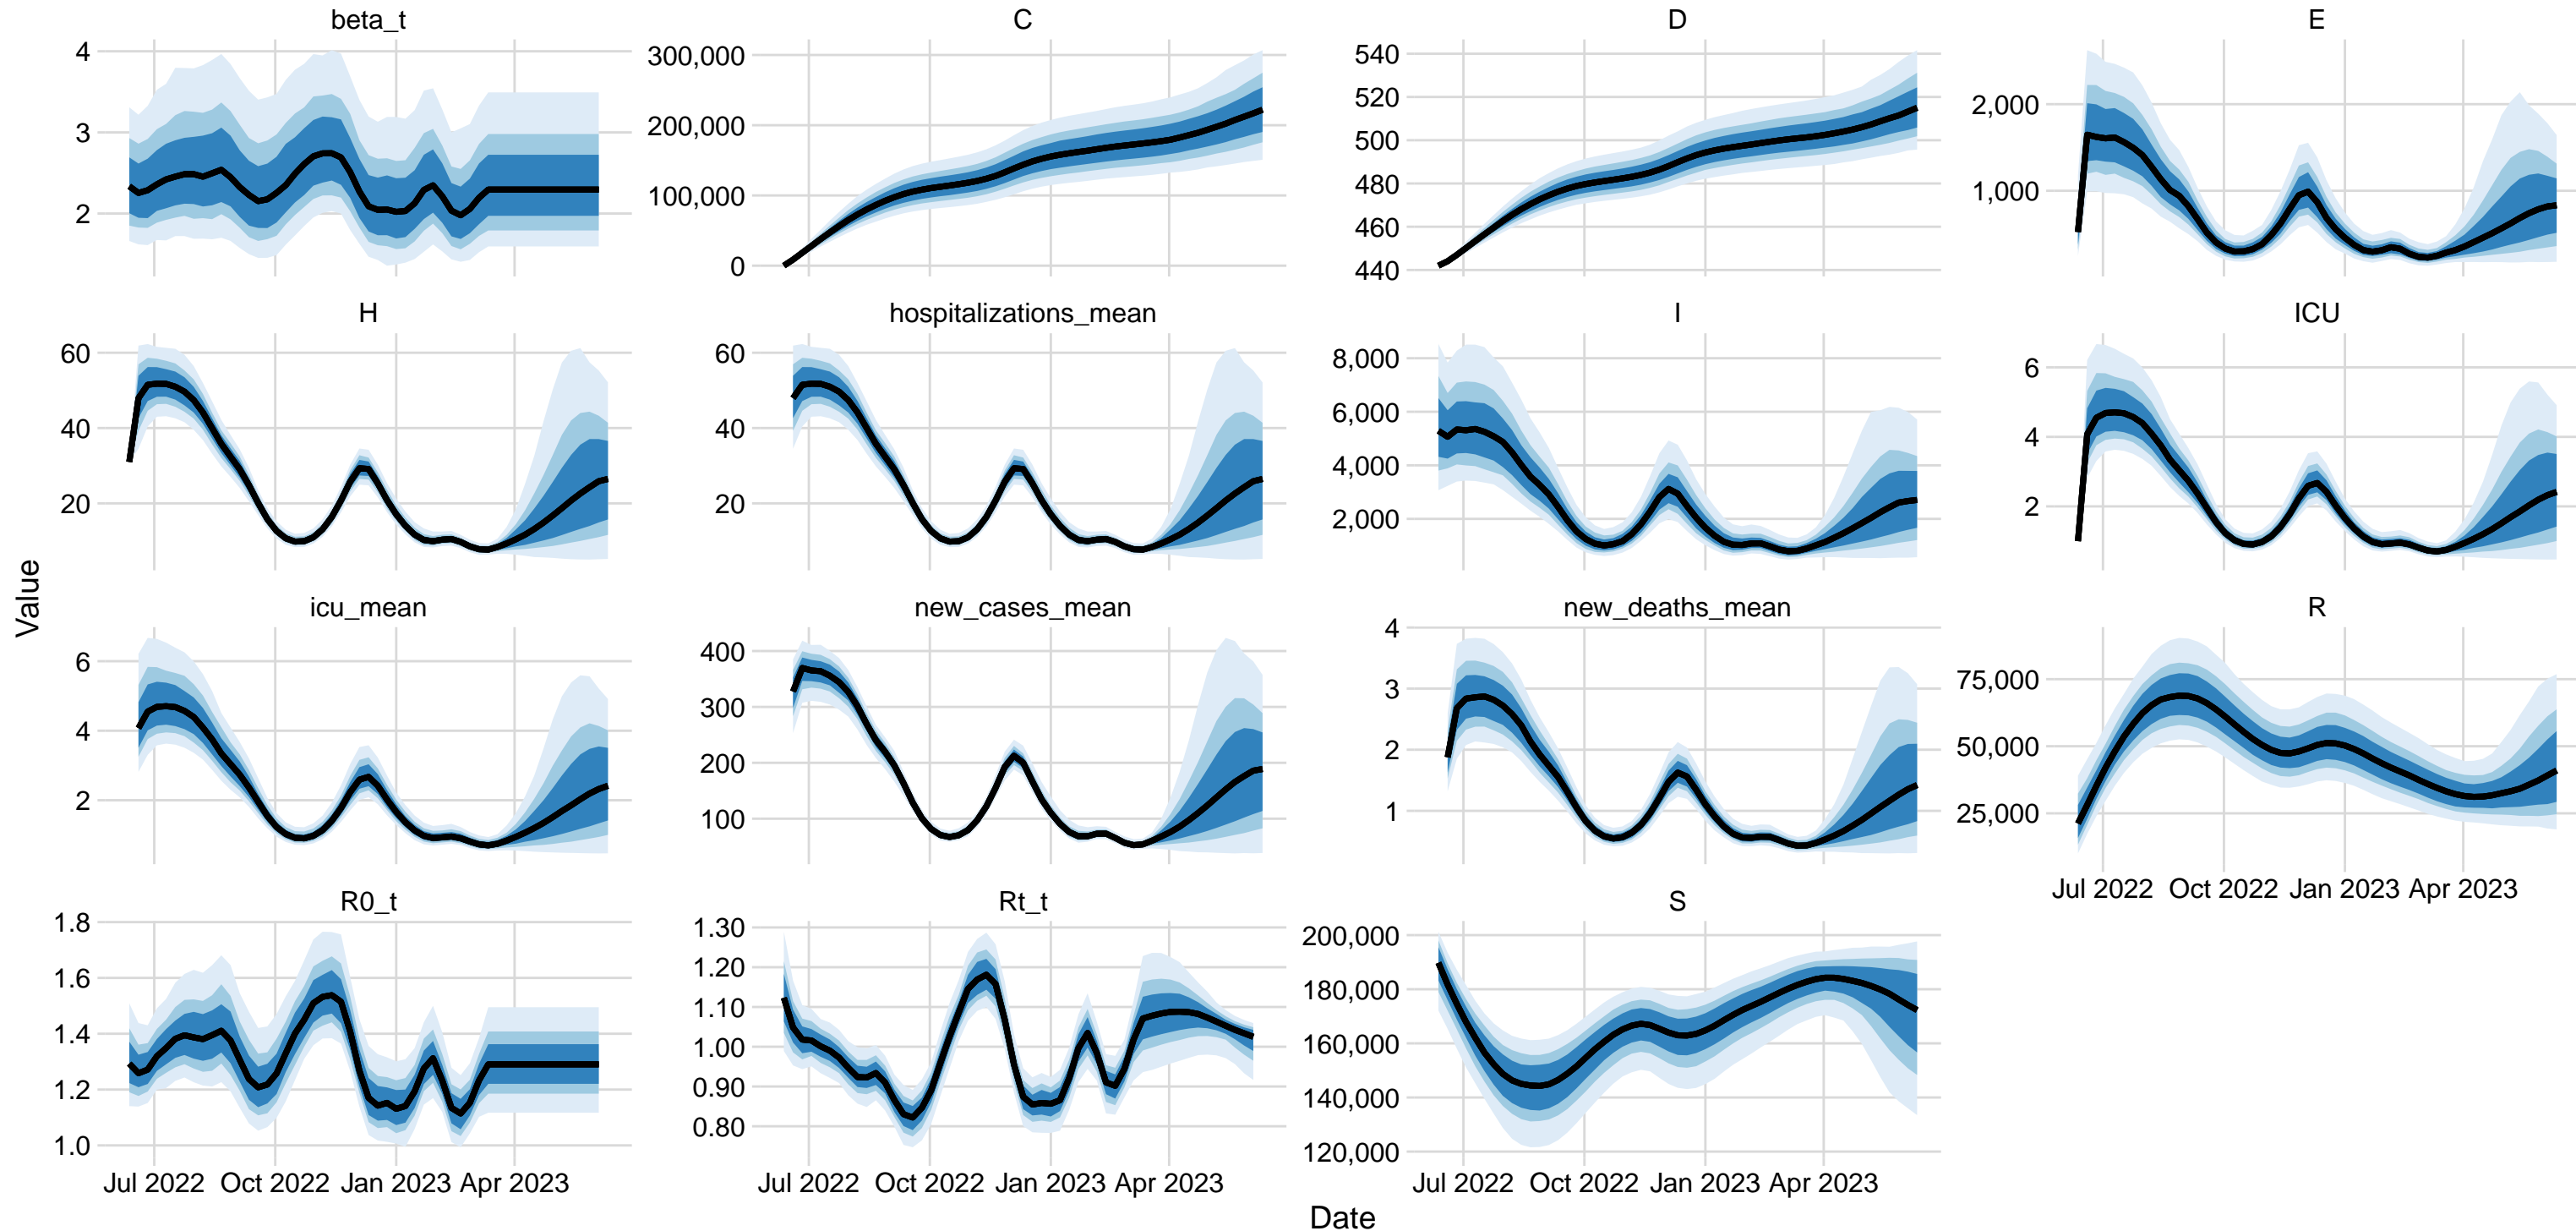 beta_t
C
D
E
4
3
2
300,000
200,000
100,000
0
540
520
500
480
460
440
2,000
1,000
H
hospitalizations_mean
I
ICU
60
40
20
60
40
20
8,000
6,000
4,000
2,000
6
4
2
Value
icu_mean
new_cases_mean
new_deaths_mean
R
6
4
2
400
300
200
100
4
3
2
1
75,000
50,000
25,000
Jul 2022 Oct 2022 Jan 2023 Apr 2023
R0_t
Rt_t
S
1.8
1.6
1.4
1.2
1.0
1.30
1.20
1.10
1.00
0.90
0.80
200,000
180,000
160,000
140,000
120,000
Jul 2022 Oct 2022 Jan 2023 Apr 2023
Jul 2022 Oct 2022 Jan 2023 Apr 2023
Jul 2022 Oct 2022 Jan 2023 Apr 2023
Date